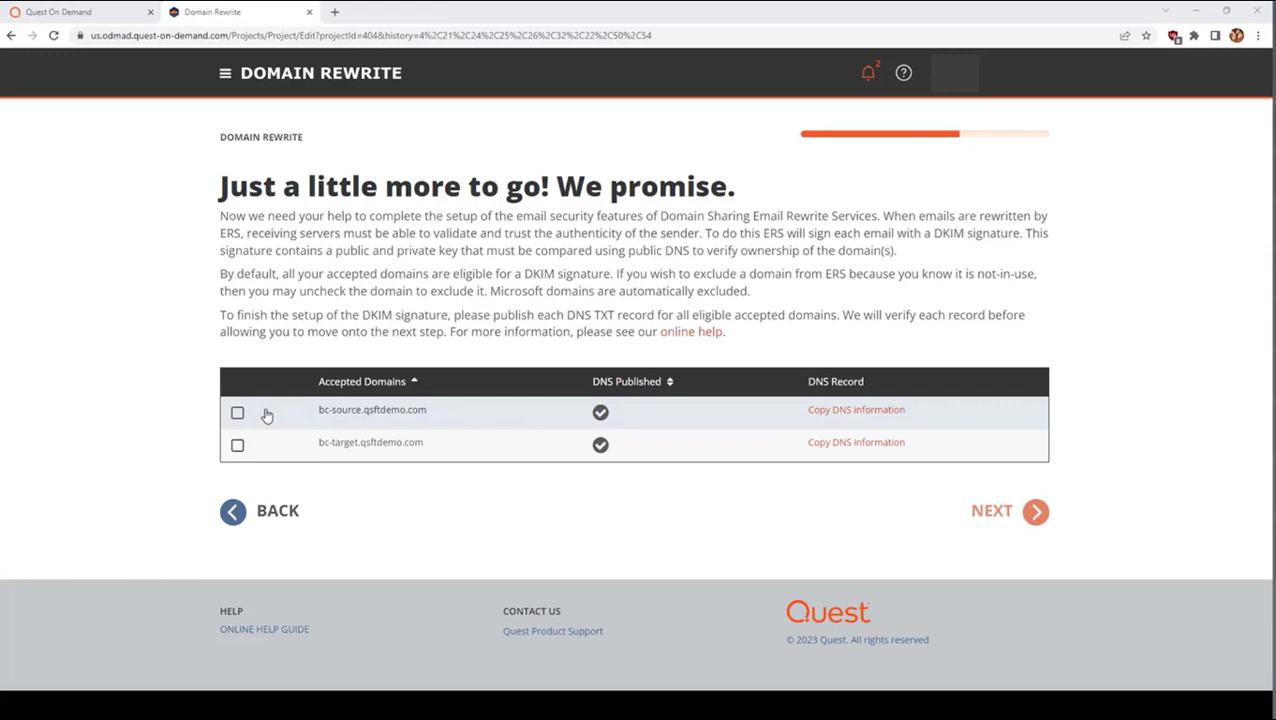 Quest On Demand
Domain Rewrite
us.odmad.quest-on-demand.com/Projects/Project/Edit?projectId=404&history=4%2C21%2C24%2C25%2C26%2C32%2C22%2C50%2C54
DOMAIN REWRITE
2
DOMAIN REWRITE
Just a little more to go! We promise.
Now we need your help to complete the setup of the email security features of Domain Sharing Email Rewrite Services. When emails are rewritten by
ERS, receiving servers must be able to validate and trust the authenticity of the sender. To do this ERS will sign each email with a DKIM signature. This
signature contains a public and private key that must be compared using public DNS to verify ownership of the domain(s).
By default, all your accepted domains are eligible for a DKIM signature. If you wish to exclude a domain from ERS because you know it is not-in-use,
then you may uncheck the domain to exclude it. Microsoft domains are automatically excluded.
To finish the setup of the DKIM signature, please publish each DNS TXT record for all eligible accepted domains. We will verify each record before
allowing you to move onto the next step. For more information, please see our online help.
Accepted Domains DNS Published DNS Record
bc-source.qsftdemo.com Copy DNS information
bc-target.qsftdemo.com Copy DNS information
BACK NEXT
HELP
ONLINE HELP GUIDE
CONTACT US
Quest Product Support
Quest
© 2023 Quest. All rights reserved